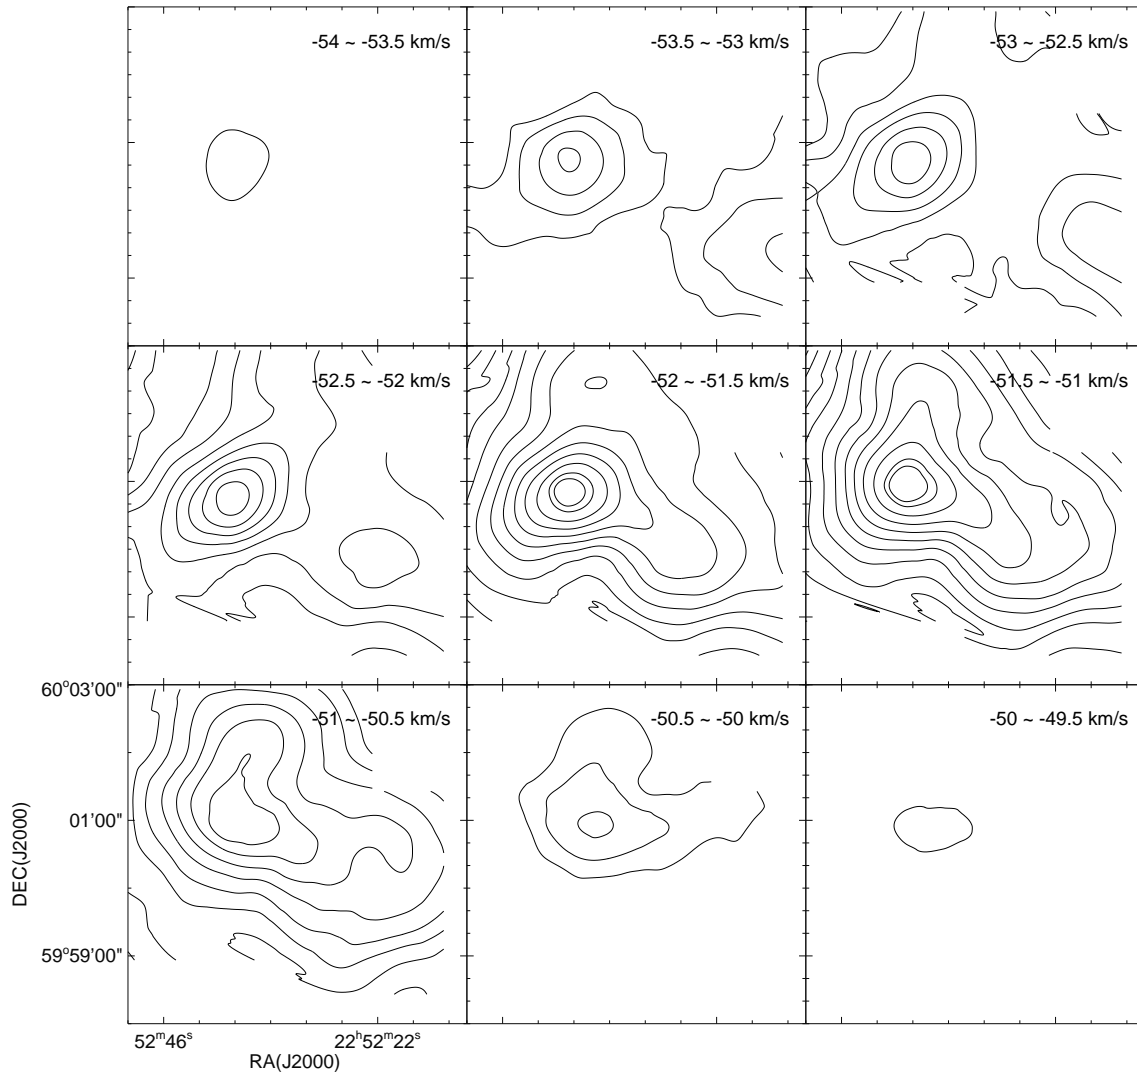 -54 ~ -53.5 km/s
-53.5 ~ -53 km/s
-53 ~ -52.5 km/s
-52.5 ~ -52 km/s
-52 ~ -51.5 km/s
-51.5 ~ -51 km/s
-51 ~ -50.5 km/s
-50.5 ~ -50 km/s
-50 ~ -49.5 km/s
60°03'00"
01'00"
59°59'00"
DEC(J2000)
52ᵐ46ˢ
22ʰ52ᵐ22ˢ
RA(J2000)